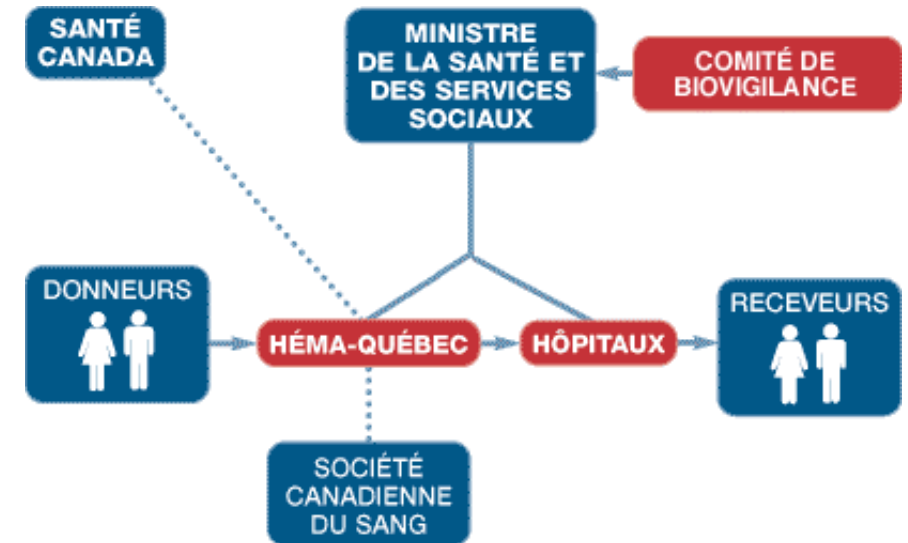 SANTÉ
CANADA
MINISTRE
DE LA SANTÉ ET
DES SERVICES
SOCIAUX
COMITÉ DE
BIOVIGILANCE
DONNEURS
HÉMA-QUÉBEC
HÔPITAUX
RECEVEURS
SOCIÉTÉ
CANADIENNE
DU SANG